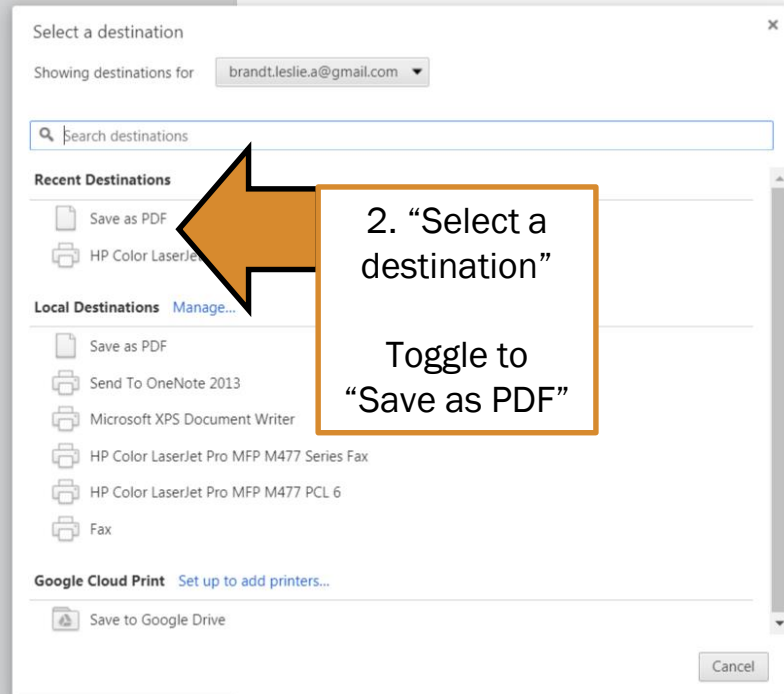 Select a destination
Showing destinations for brandt.leslie.a@gmail.com
Search destinations
Recent Destinations
Save as PDF
HP Color LaserJe
Local Destinations Manage...
Save as PDF
Send To OneNote 2013
Microsoft XPS Document Writer
HP Color LaserJet Pro MFP M477 Series Fax
HP Color LaserJet Pro MFP M477 PCL 6
Fax
Google Cloud Print Set up to add printers...
Save to Google Drive
Cancel
2. “Select a
destination”
Toggle to
“Save as PDF”